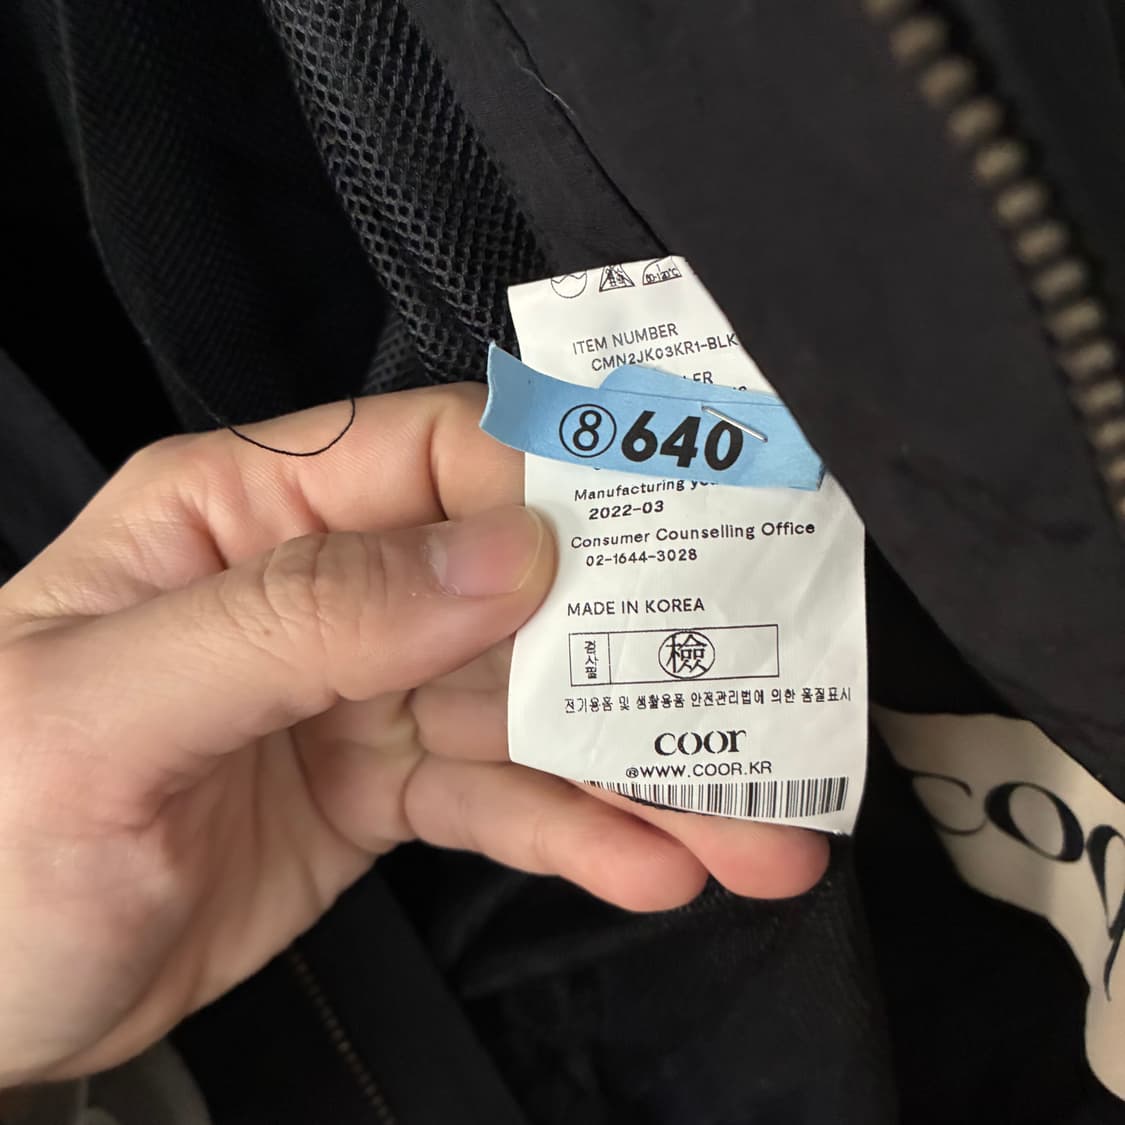 ITEM NUMBER
CMN2JK03KR1-BLK
⑧640
Manufacturing
2022-03
Consumer Counselling Office
02-1644-3028
MADE IN KOREA
검사필
檢
전기용품 및 생활용품 안전관리법에 의한 품질표시
coor
@WWW.COOR.KR